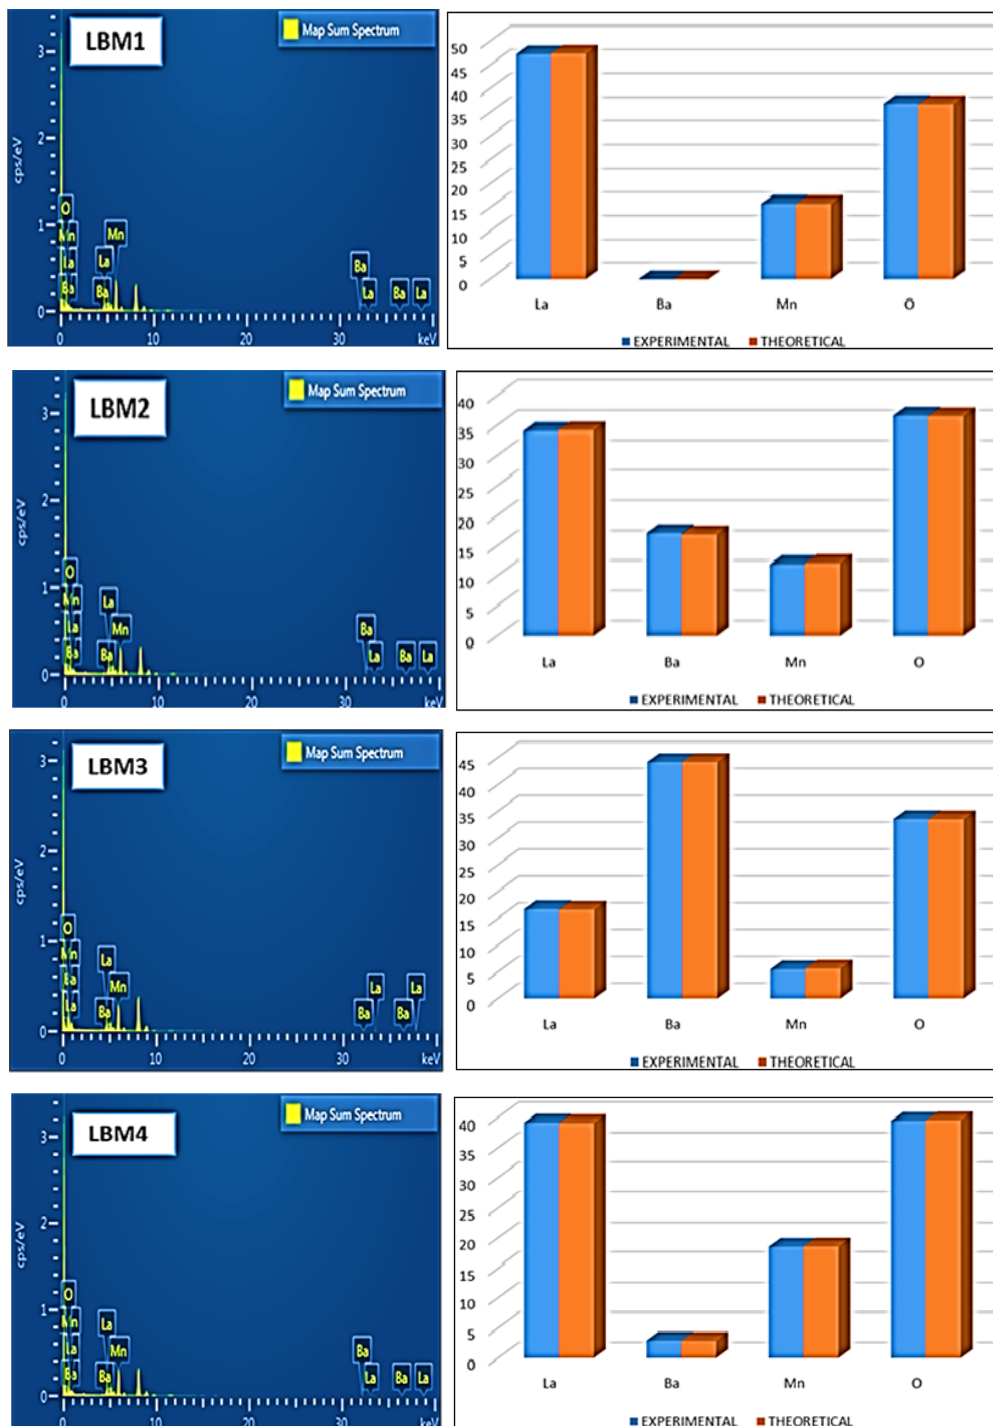 LBM1
Map Sum Spectrum
cps/eV
3
2
1
0
O
Mn
La
Ba
Ba
La
Mn
Ba
La
Ba
La
0 10 20 30 keV
50
45
40
35
30
25
20
15
10
5
0
La Ba Mn O
EXPERIMENTAL THEORETICAL
LBM2
Map Sum Spectrum
cps/eV
3
2
1
0
O
Mn
La
Ba
La
Ba
Mn
Ba
La
Ba
La
0 10 20 30 keV
40
35
30
25
20
15
10
5
0
La Ba Mn O
EXPERIMENTAL THEORETICAL
LBM3
Map Sum Spectrum
cps/eV
3
2
1
0
O
Mn
Ba
La
La
Ba
Mn
La
Ba
La
Ba
0 10 20 30 keV
45
40
35
30
25
20
15
10
5
0
La Ba Mn O
EXPERIMENTAL THEORETICAL
LBM4
Map Sum Spectrum
cps/eV
3
2
1
0
O
Mn
La
Ba
La
Ba
Mn
Ba
La
Ba
La
0 10 20 30 keV
40
35
30
25
20
15
10
5
0
La Ba Mn O
EXPERIMENTAL THEORETICAL